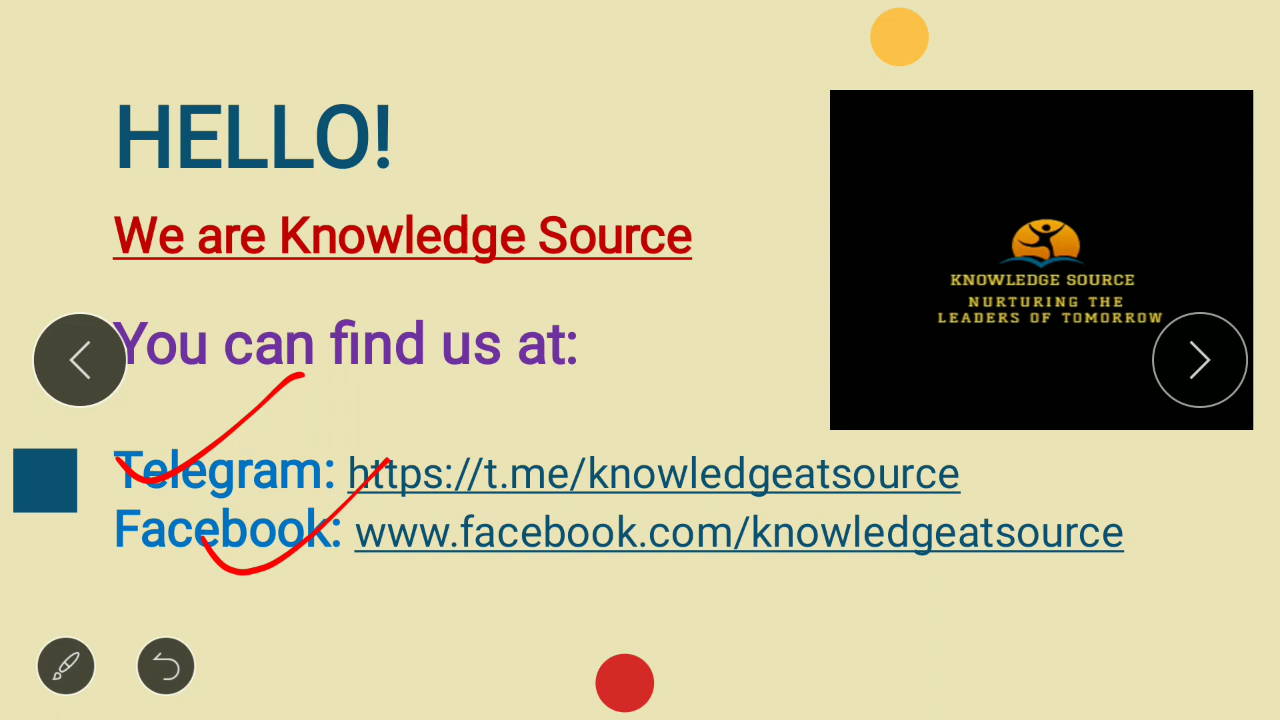 HELLO!
We are Knowledge Source
You can find us at:
Telegram: https://t.me/knowledgeatsource
Facebook: www.facebook.com/knowledgeatsource
KNOWLEDGE SOURCE
NURTURING THE
LEADERS OF TOMORROW